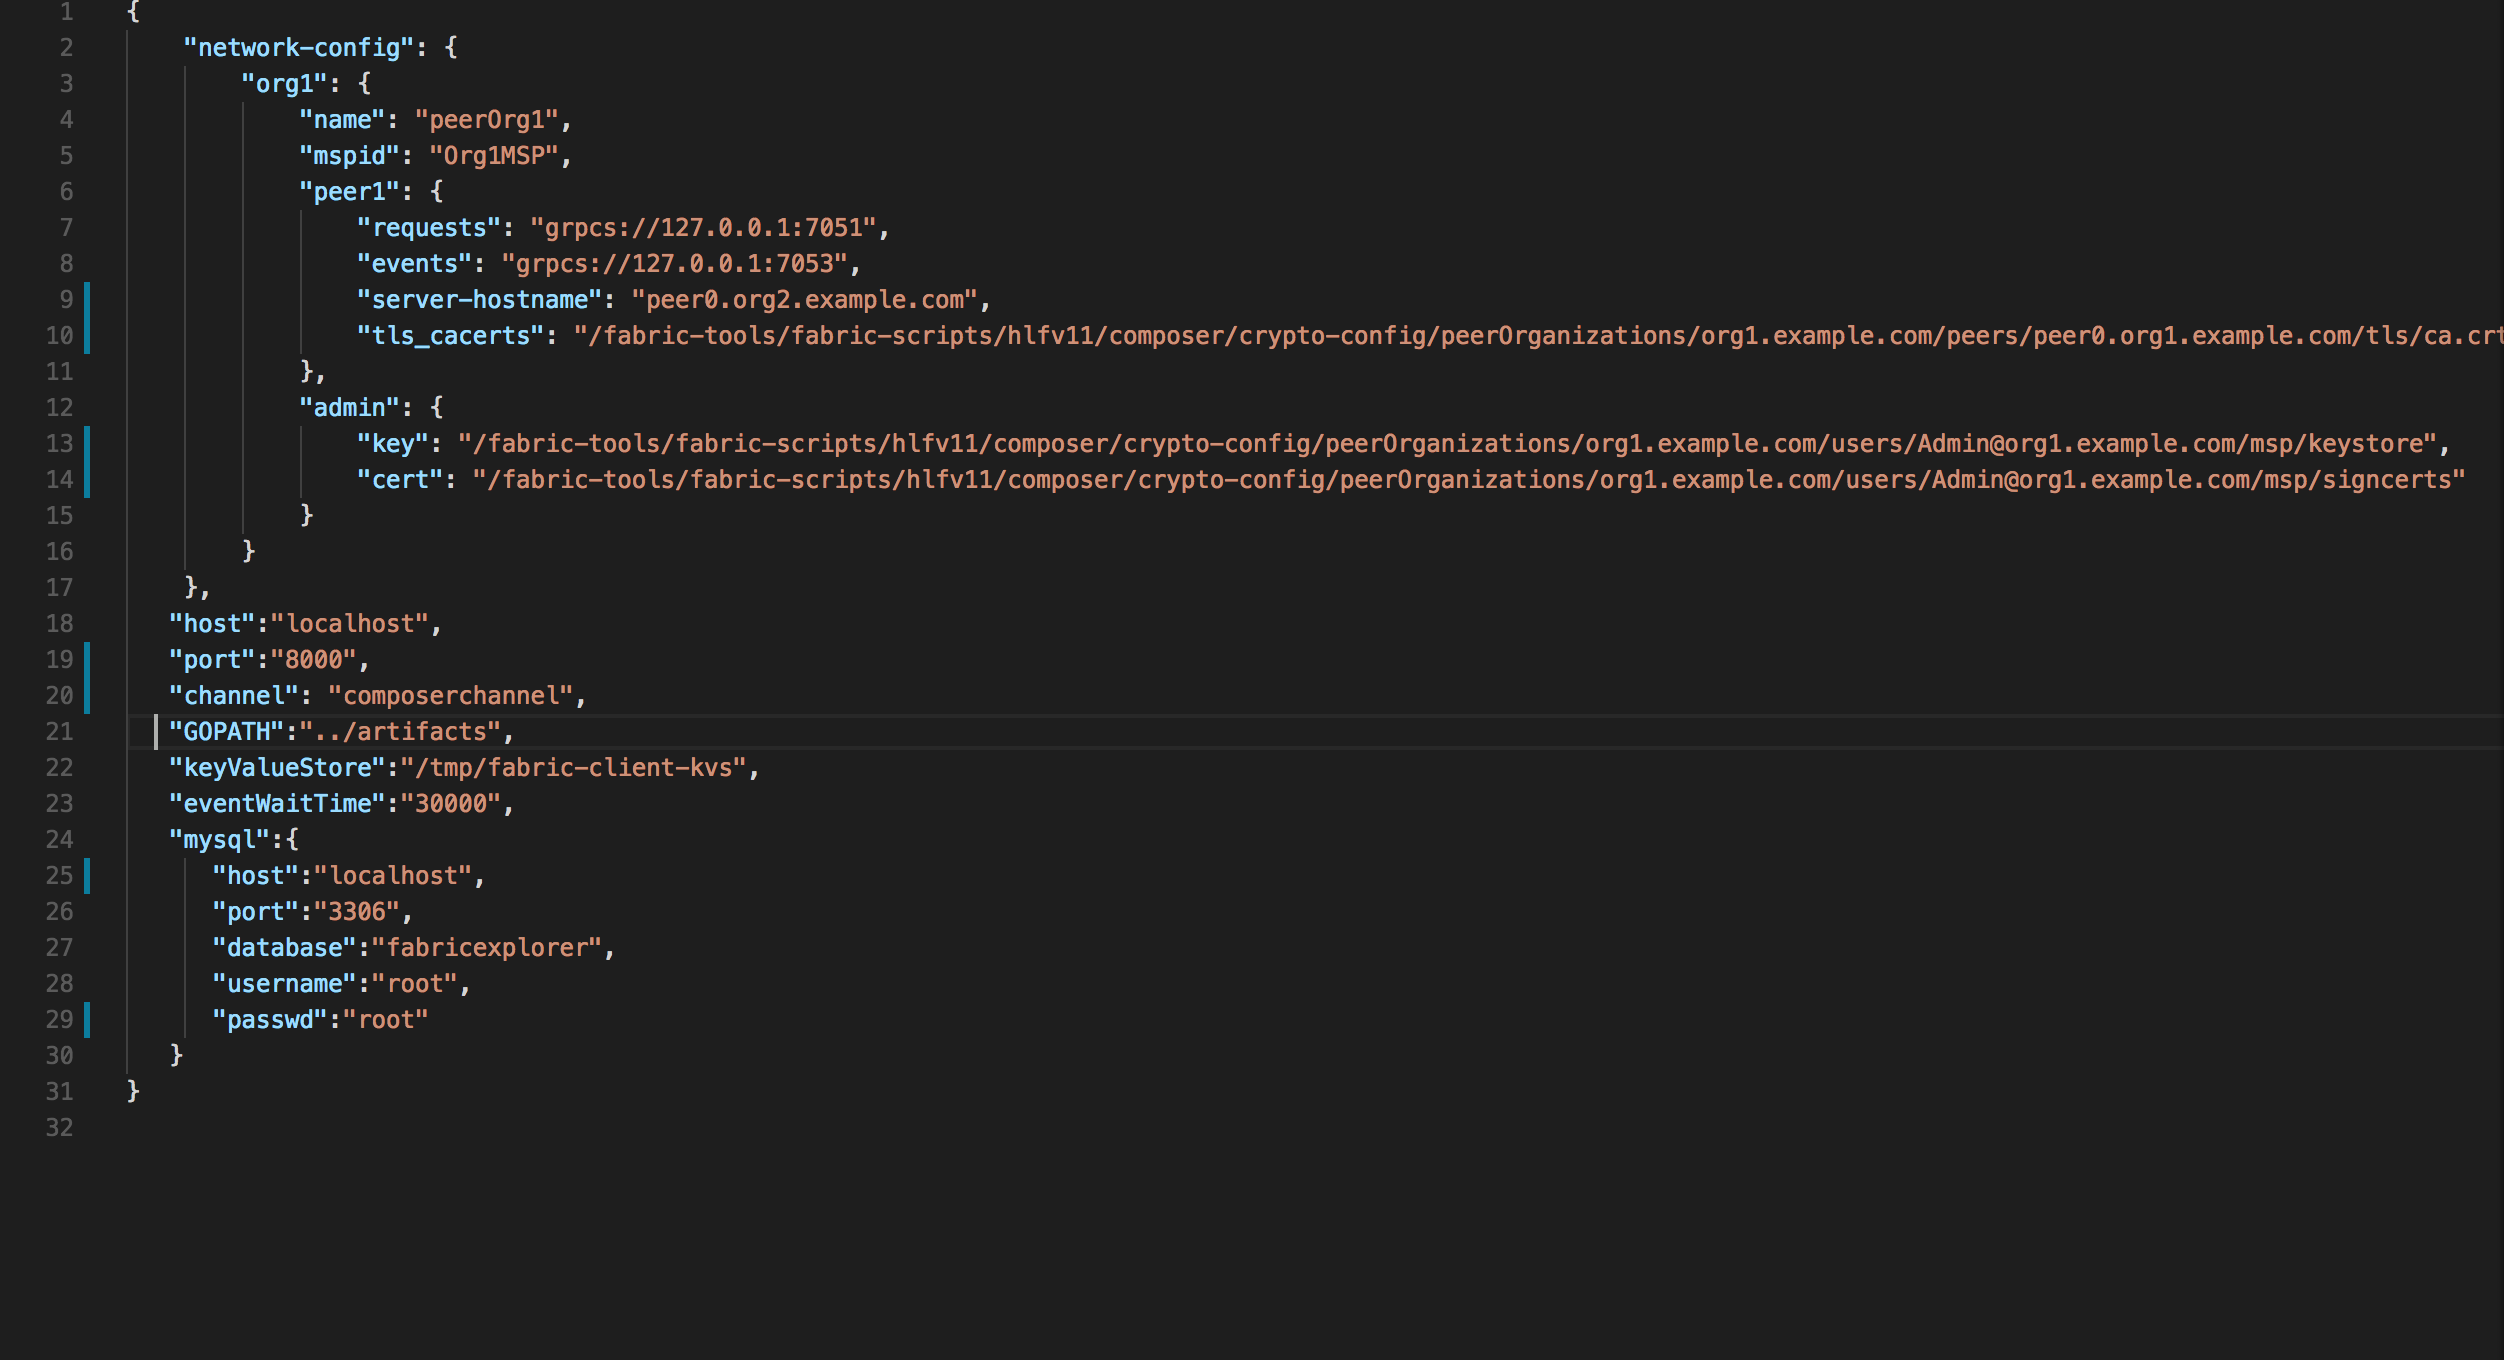 1 {
2 "network-config": {
3 "org1": {
4 "name": "peerOrg1",
5 "mspid": "Org1MSP",
6 "peer1": {
7 "requests": "grpcs://127.0.0.1:7051",
8 "events": "grpcs://127.0.0.1:7053",
9 "server-hostname": "peer0.org2.example.com",
10 "tls_cacerts": "/fabric-tools/fabric-scripts/hlfv11/composer/crypto-config/peerOrganizations/org1.example.com/peers/peer0.org1.example.com/tls/ca.crt
11 },
12 "admin": {
13 "key": "/fabric-tools/fabric-scripts/hlfv11/composer/crypto-config/peerOrganizations/org1.example.com/users/Admin@org1.example.com/msp/keystore",
14 "cert": "/fabric-tools/fabric-scripts/hlfv11/composer/crypto-config/peerOrganizations/org1.example.com/users/Admin@org1.example.com/msp/signcerts"
15 }
16 }
17 },
18 "host":"localhost",
19 "port":"8000",
20 "channel": "composerchannel",
21 "GOPATH":"../artifacts",
22 "keyValueStore":"/tmp/fabric-client-kvs",
23 "eventWaitTime":"30000",
24 "mysql":{
25 "host":"localhost",
26 "port":"3306",
27 "database":"fabricexplorer",
28 "username":"root",
29 "passwd":"root"
30 }
31 }
32